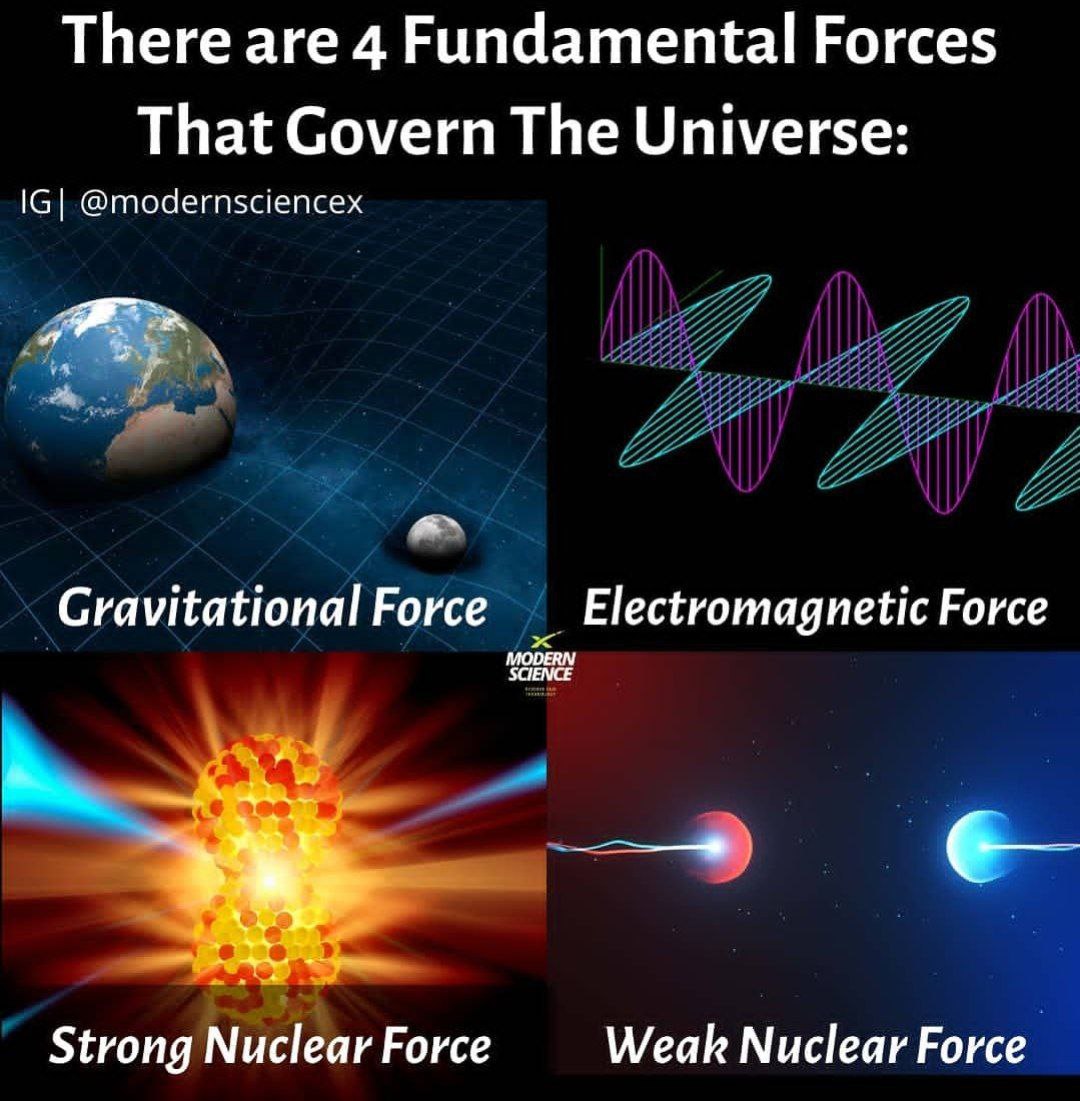 There are 4 Fundamental Forces
That Govern The Universe:
IG| @modernsciencex
Gravitational Force
Electromagnetic Force
MODERN
SCIENCE
Strong Nuclear Force
Weak Nuclear Force